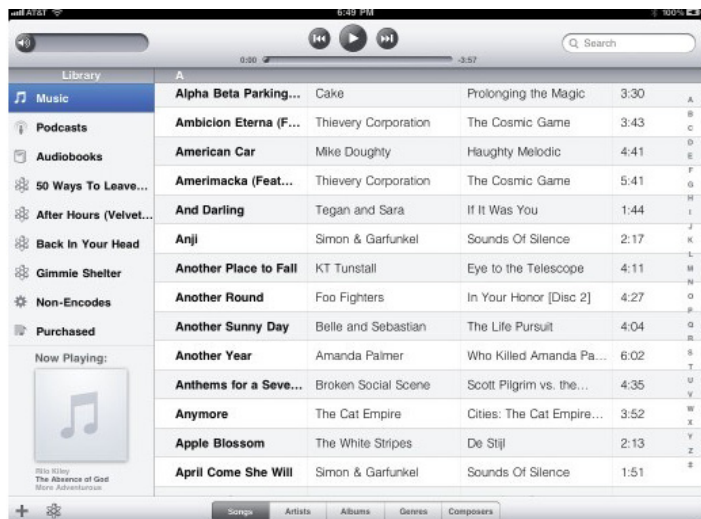 AT&T 6:49 PM 100%
Search
0:00 -3:57
Library A
Music
Podcasts
Audiobooks
50 Ways To Leave...
After Hours (Velvet...
Back In Your Head
Gimmie Shelter
Non-Encodes
Purchased
Now Playing:
Rilo Kiley
The Absence of God
More Adventurous
Alpha Beta Parking... Cake Prolonging the Magic 3:30
Ambicion Eterna (F... Thievery Corporation The Cosmic Game 3:43
American Car Mike Doughty Haughty Melodic 4:41
Amerimacka (Feat... Thievery Corporation The Cosmic Game 5:41
And Darling Tegan and Sara If It Was You 1:44
Anji Simon & Garfunkel Sounds Of Silence 2:17
Another Place to Fall KT Tunstall Eye to the Telescope 4:11
Another Round Foo Fighters In Your Honor [Disc 2] 4:27
Another Sunny Day Belle and Sebastian The Life Pursuit 4:04
Another Year Amanda Palmer Who Killed Amanda Pa... 6:02
Anthems for a Seve... Broken Social Scene Scott Pilgrim vs. the... 4:35
Anymore The Cat Empire Cities: The Cat Empire... 3:52
Apple Blossom The White Stripes De Stijl 2:13
April Come She Will Simon & Garfunkel Sounds Of Silence 1:51
A
B
C
D
E
F
G
H
I
J
K
L
M
N
O
P
Q
R
S
T
U
V
W
X
Y
Z
#
Songs Artists Albums Genres Composers